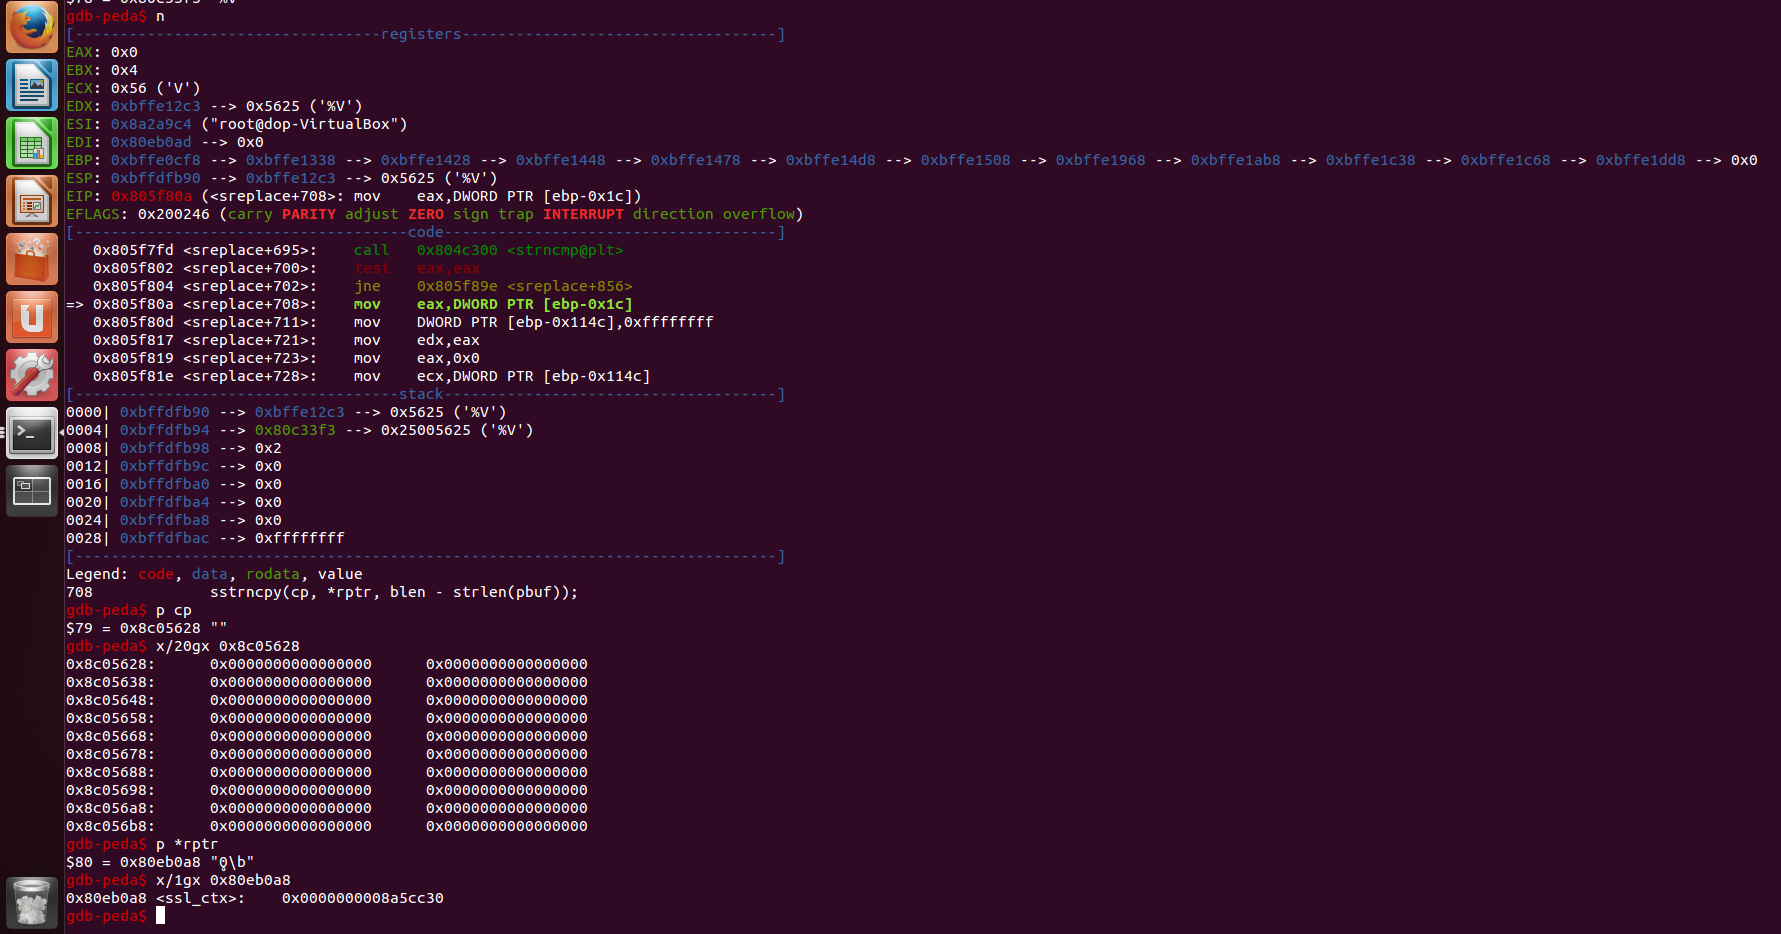 $78 = 0x80c33f3 "%V"
gdb-peda$ n
[----------------------------------registers-----------------------------------]
EAX: 0x0
EBX: 0x4
ECX: 0x56 ('V')
EDX: 0xbffe12c3 --> 0x5625 ('%V')
ESI: 0x8a2a9c4 ("root@dop-VirtualBox")
EDI: 0x80eb0ad --> 0x0
EBP: 0xbffe0cf8 --> 0xbffe1338 --> 0xbffe1428 --> 0xbffe1448 --> 0xbffe1478 --> 0xbffe14d8 --> 0xbffe1508 --> 0xbffe1968 --> 0xbffe1ab8 --> 0xbffe1c38 --> 0xbffe1c68 --> 0xbffe1dd8 --> 0x0
ESP: 0xbffdfb90 --> 0xbffe12c3 --> 0x5625 ('%V')
EIP: 0x805f80a (<sreplace+708>: mov    eax,DWORD PTR [ebp-0x1c])
EFLAGS: 0x200246 (carry PARITY adjust ZERO sign trap INTERRUPT direction overflow)
[-------------------------------------code-------------------------------------]
   0x805f7fd <sreplace+695>:    call   0x804c300 <strncmp@plt>
   0x805f802 <sreplace+700>:    test   eax,eax
   0x805f804 <sreplace+702>:    jne    0x805f89e <sreplace+856>
=> 0x805f80a <sreplace+708>:    mov    eax,DWORD PTR [ebp-0x1c]
   0x805f80d <sreplace+711>:    mov    DWORD PTR [ebp-0x114c],0xffffffff
   0x805f817 <sreplace+721>:    mov    edx,eax
   0x805f819 <sreplace+723>:    mov    eax,0x0
   0x805f81e <sreplace+728>:    mov    ecx,DWORD PTR [ebp-0x114c]
[------------------------------------stack-------------------------------------]
0000| 0xbffdfb90 --> 0xbffe12c3 --> 0x5625 ('%V')
0004| 0xbffdfb94 --> 0x80c33f3 --> 0x25005625 ('%V')
0008| 0xbffdfb98 --> 0x2
0012| 0xbffdfb9c --> 0x0
0016| 0xbffdfba0 --> 0x0
0020| 0xbffdfba4 --> 0x0
0024| 0xbffdfba8 --> 0x0
0028| 0xbffdfbac --> 0xffffffff
[------------------------------------------------------------------------------]
Legend: code, data, rodata, value
708             sstrncpy(cp, *rptr, blen - strlen(pbuf));
gdb-peda$ p cp
$79 = 0x8c05628 ""
gdb-peda$ x/20gx 0x8c05628
0x8c05628:      0x0000000000000000      0x0000000000000000
0x8c05638:      0x0000000000000000      0x0000000000000000
0x8c05648:      0x0000000000000000      0x0000000000000000
0x8c05658:      0x0000000000000000      0x0000000000000000
0x8c05668:      0x0000000000000000      0x0000000000000000
0x8c05678:      0x0000000000000000      0x0000000000000000
0x8c05688:      0x0000000000000000      0x0000000000000000
0x8c05698:      0x0000000000000000      0x0000000000000000
0x8c056a8:      0x0000000000000000      0x0000000000000000
0x8c056b8:      0x0000000000000000      0x0000000000000000
gdb-peda$ p *rptr
$80 = 0x80eb0a8 "0̥\b"
gdb-peda$ x/1gx 0x80eb0a8
0x80eb0a8 <ssl_ctx>:    0x0000000008a5cc30
gdb-peda$